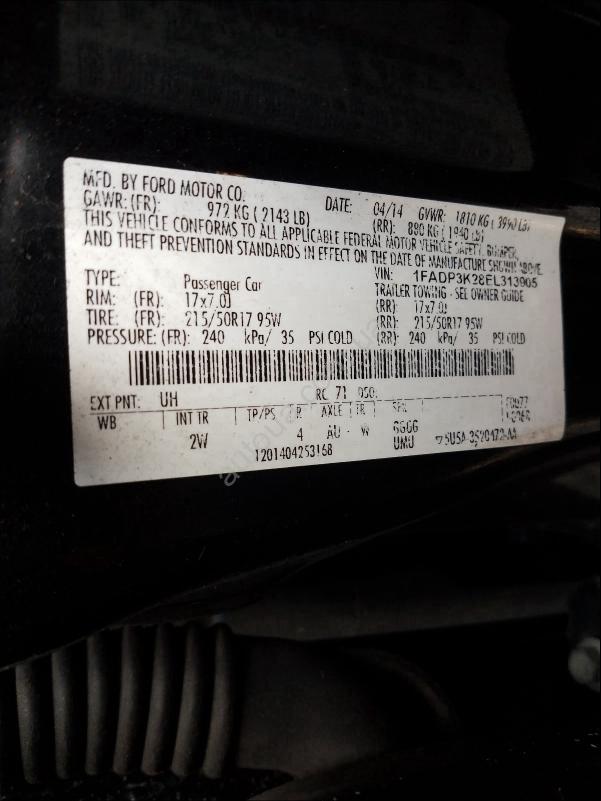 MFD. BY FORD MOTOR CO.
DATE: 04/14 GVWR: 1810 KG ( 3990 LB)
GAWR: (FR): 972 KG ( 2143 LB) (RR): 880 KG ( 1940 LB)
THIS VEHICLE CONFORMS TO ALL APPLICABLE FEDERAL MOTOR VEHICLE SAFETY, BUMPER,
AND THEFT PREVENTION STANDARDS IN EFFECT ON THE DATE OF MANUFACTURE SHOWN ABOVE.
VIN: 1FADP3K28EL313905
TYPE: Passenger Car TRAILER TOWING - SEE OWNER GUIDE
RIM: (FR): 17x7.0J (RR): 17x7.0J
TIRE: (FR): 215/50R17 95W (RR): 215/50R17 95W
PRESSURE: (FR): 240 kPa/ 35 PSI COLD (RR): 240 kPa/ 35 PSI COLD
EXT PNT: UH RC: 71
WB INT TR TP/PS R AXLE TR SPR
2W 4 AU W GGGG
1201404253168 UMU